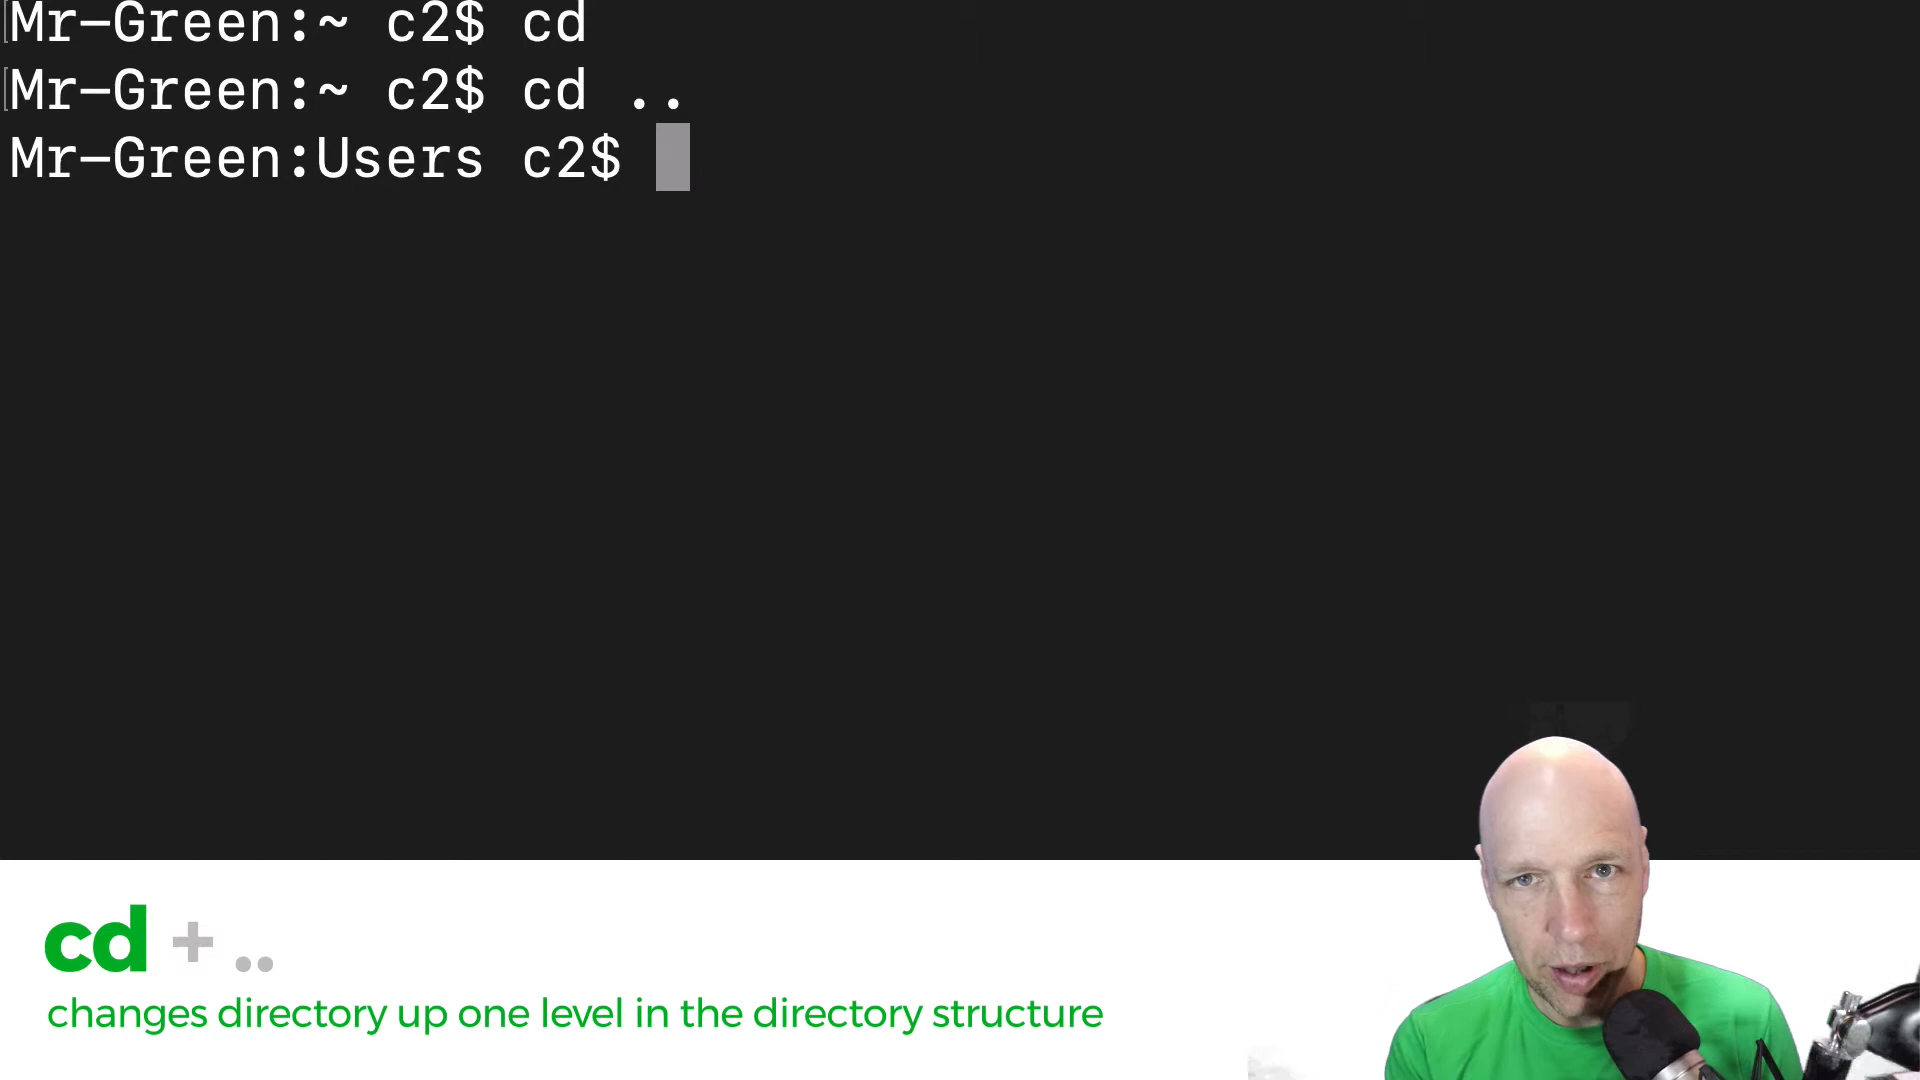 Mr-Green:~ c2$ cd
Mr-Green:~ c2$ cd ..
Mr-Green:Users c2$
cd + ..
changes directory up one level in the directory structure